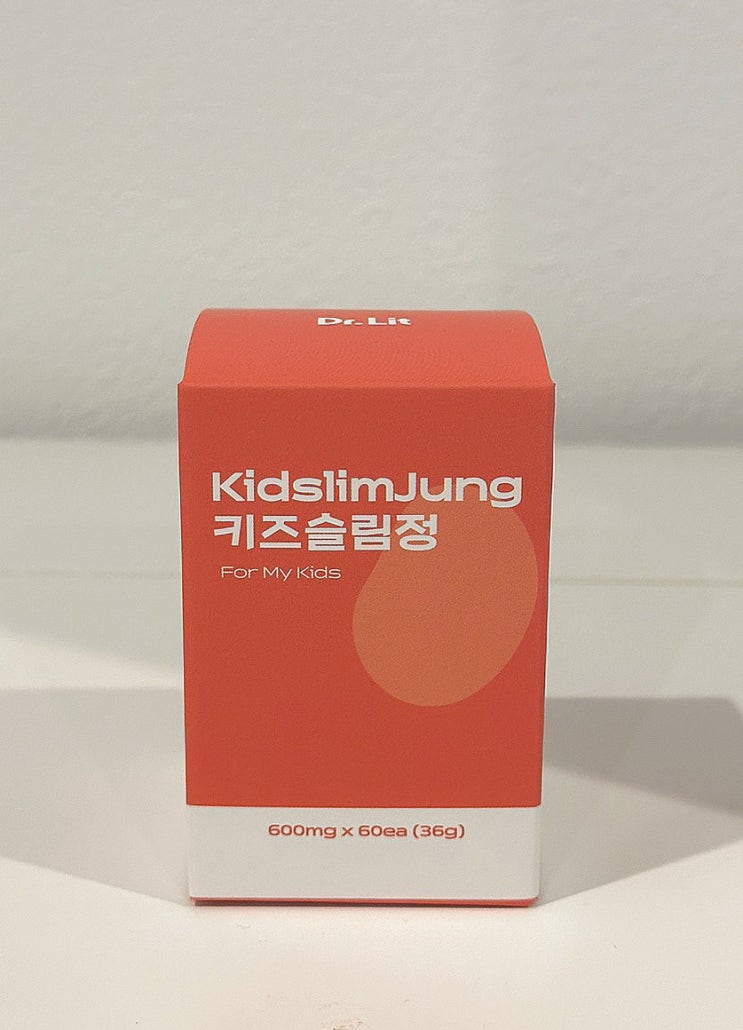 Dr. Lit
KidslimJung
키즈슬림정
For My Kids
600mg x 60ea (36g)